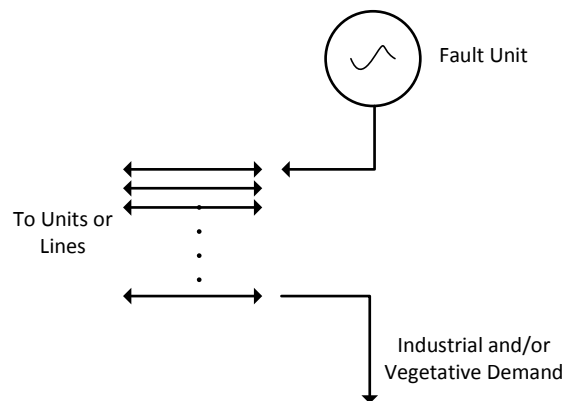 Fault Unit
To Units or
Lines
Industrial and/or
Vegetative Demand